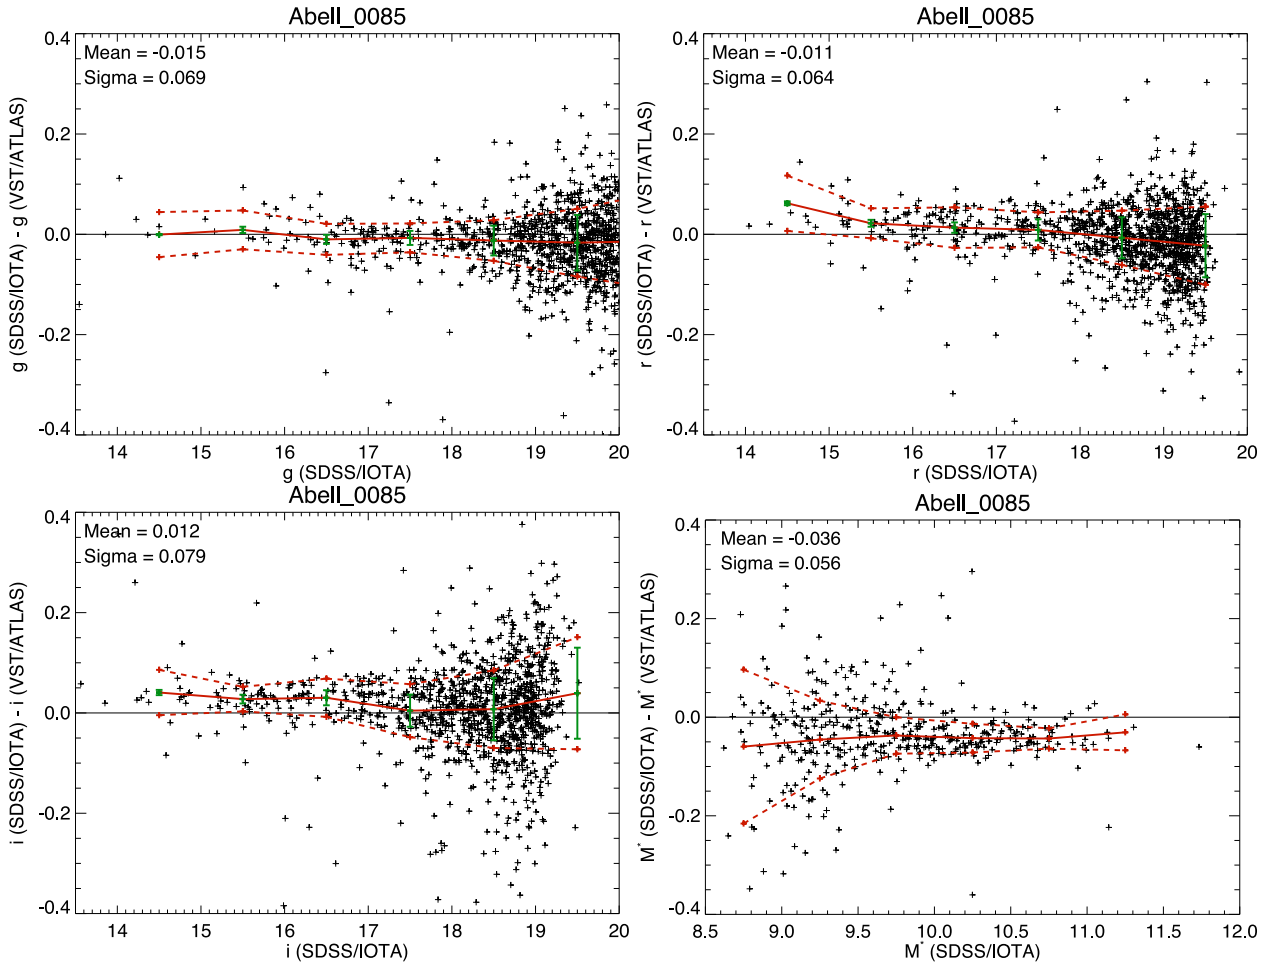 Abell_0085
Mean = -0.015
Sigma = 0.069
0.4
0.2
0.0
-0.2
-0.4
g (SDSS/IOTA) - g (VST/ATLAS)
14 15 16 17 18 19 20
g (SDSS/IOTA)
Abell_0085
Mean = -0.011
Sigma = 0.064
0.4
0.2
0.0
-0.2
-0.4
r (SDSS/IOTA) - r (VST/ATLAS)
14 15 16 17 18 19 20
r (SDSS/IOTA)
Abell_0085
Mean = 0.012
Sigma = 0.079
0.4
0.2
0.0
-0.2
-0.4
i (SDSS/IOTA) - i (VST/ATLAS)
14 15 16 17 18 19 20
i (SDSS/IOTA)
Abell_0085
Mean = -0.036
Sigma = 0.056
0.4
0.2
0.0
-0.2
-0.4
M* (SDSS/IOTA) - M* (VST/ATLAS)
8.5 9.0 9.5 10.0 10.5 11.0 11.5 12.0
M* (SDSS/IOTA)